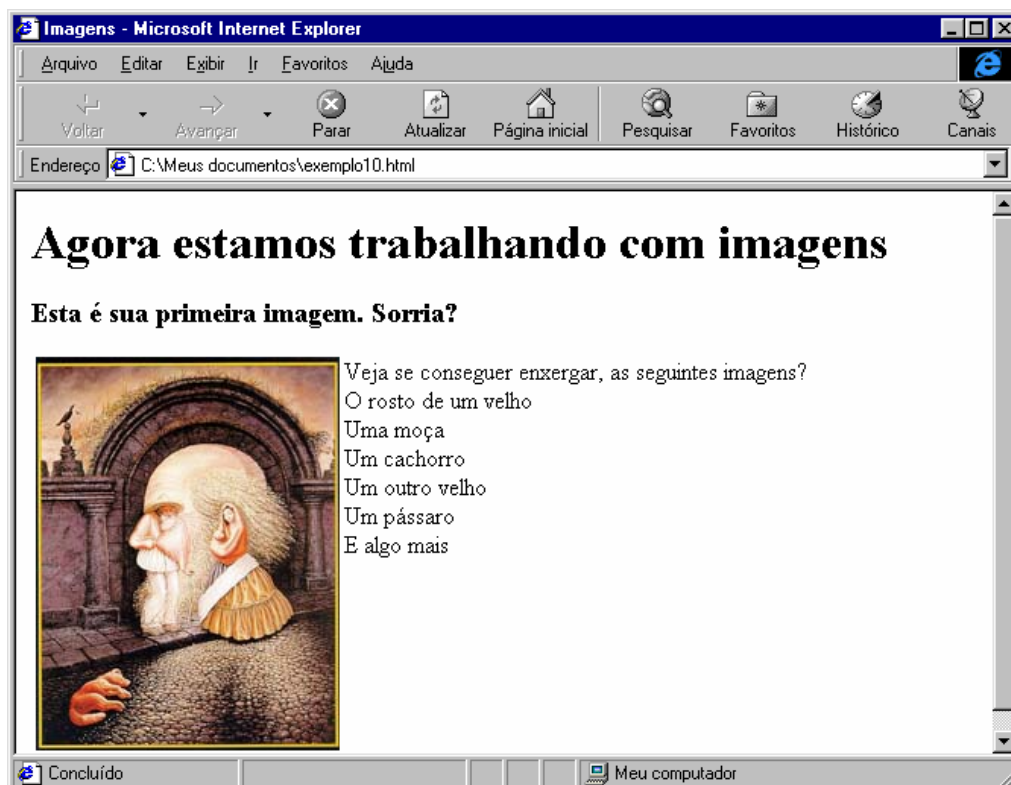 Imagens - Microsoft Internet Explorer
Arquivo Editar Exibir Ir Favoritos Ajuda
Voltar Avançar Parar Atualizar Página inicial Pesquisar Favoritos Histórico Canais
Endereço C:\Meus documentos\exemplo10.html
Agora estamos trabalhando com imagens
Esta é sua primeira imagem. Sorria?
Veja se conseguer enxergar, as seguintes imagens?
O rosto de um velho
Uma moça
Um cachorro
Um outro velho
Um pássaro
E algo mais
Concluído Meu computador